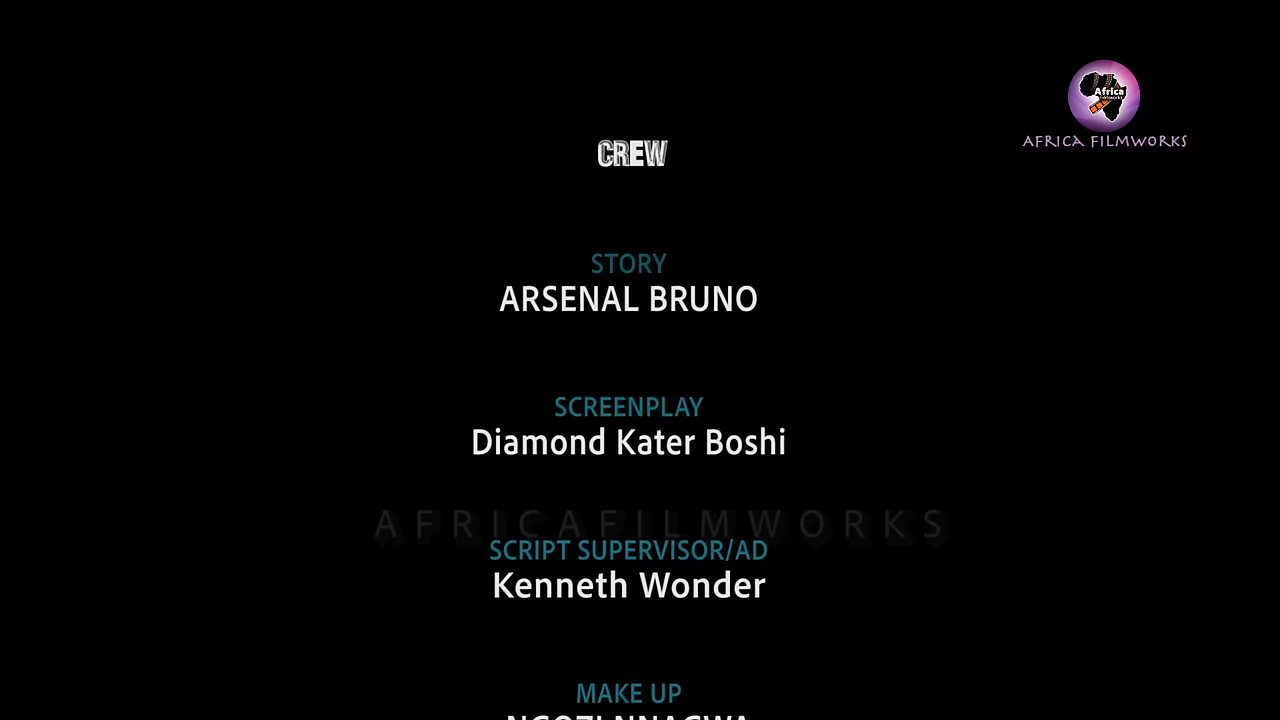 Africa
AFRICA FILMWORKS
CREW
STORY
ARSENAL BRUNO
SCREENPLAY
Diamond Kater Boshi
AFRICAFILMWORKS
SCRIPT SUPERVISOR/AD
Kenneth Wonder
MAKE UP